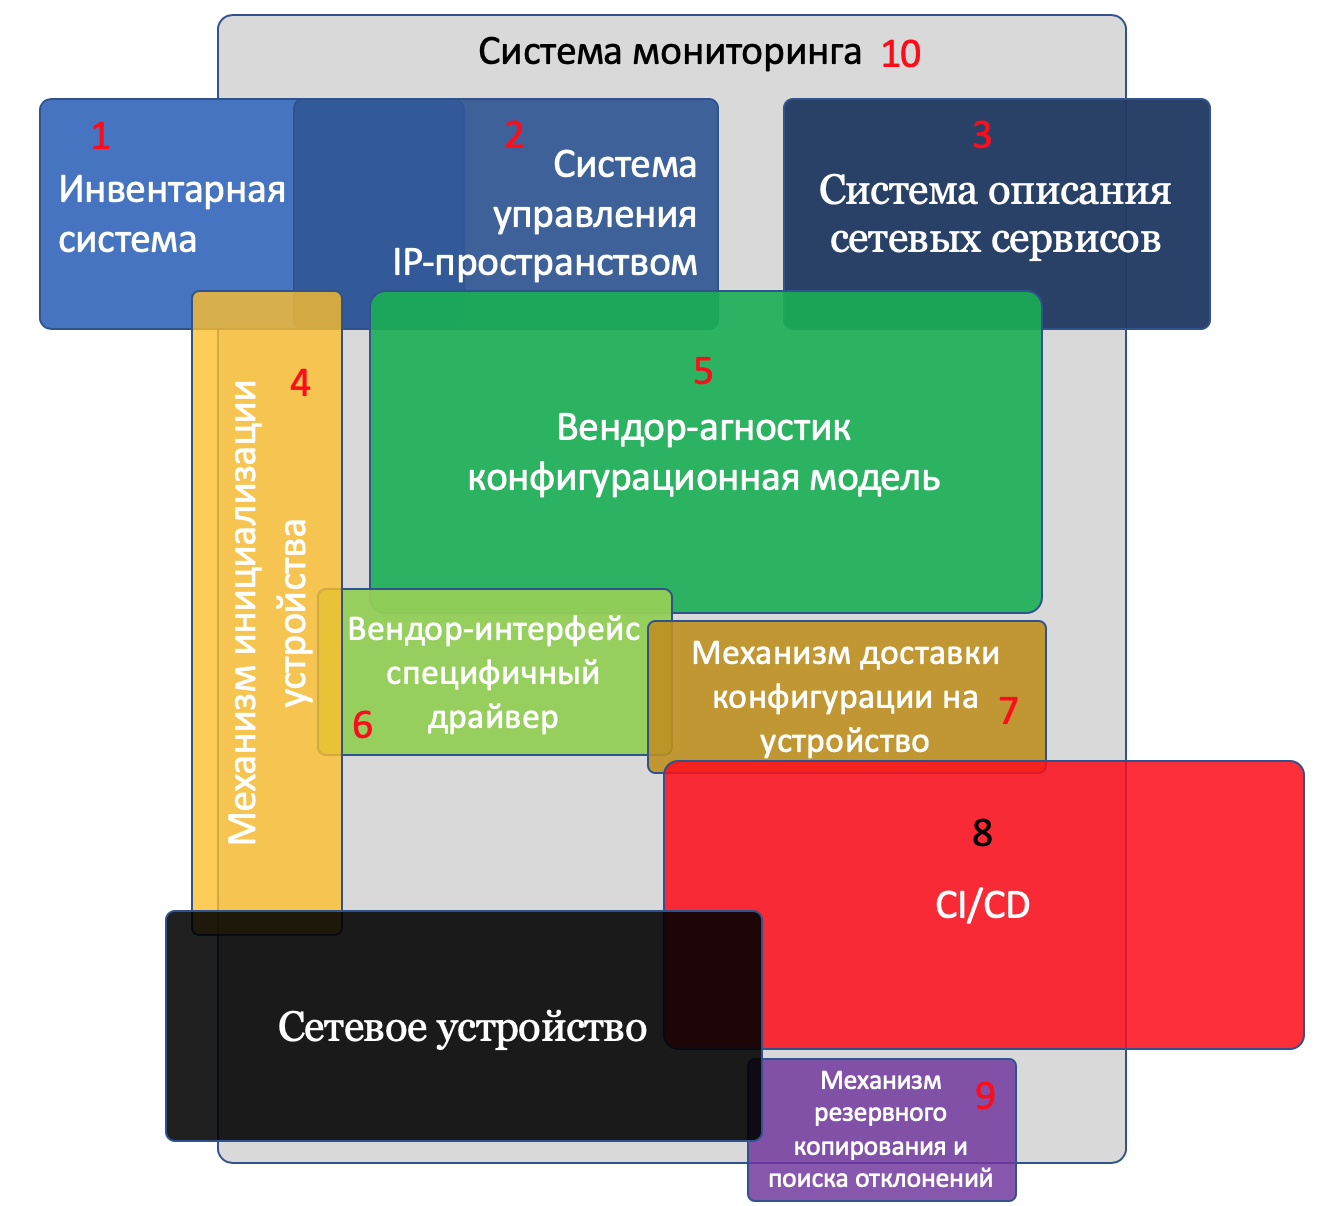 Система мониторинга 10
1
Инвентарная
система
2
Система
управления
IP-пространством
3
Система описания
сетевых сервисов
4
Механизм инициализации
устройства
5
Вендор-агностик
конфигурационная модель
Вендор-интерфейс
специфичный
драйвер
6
Механизм доставки
конфигурации на
устройство
7
8
CI/CD
Сетевое устройство
Механизм
резервного
копирования и
поиска отклонений
9